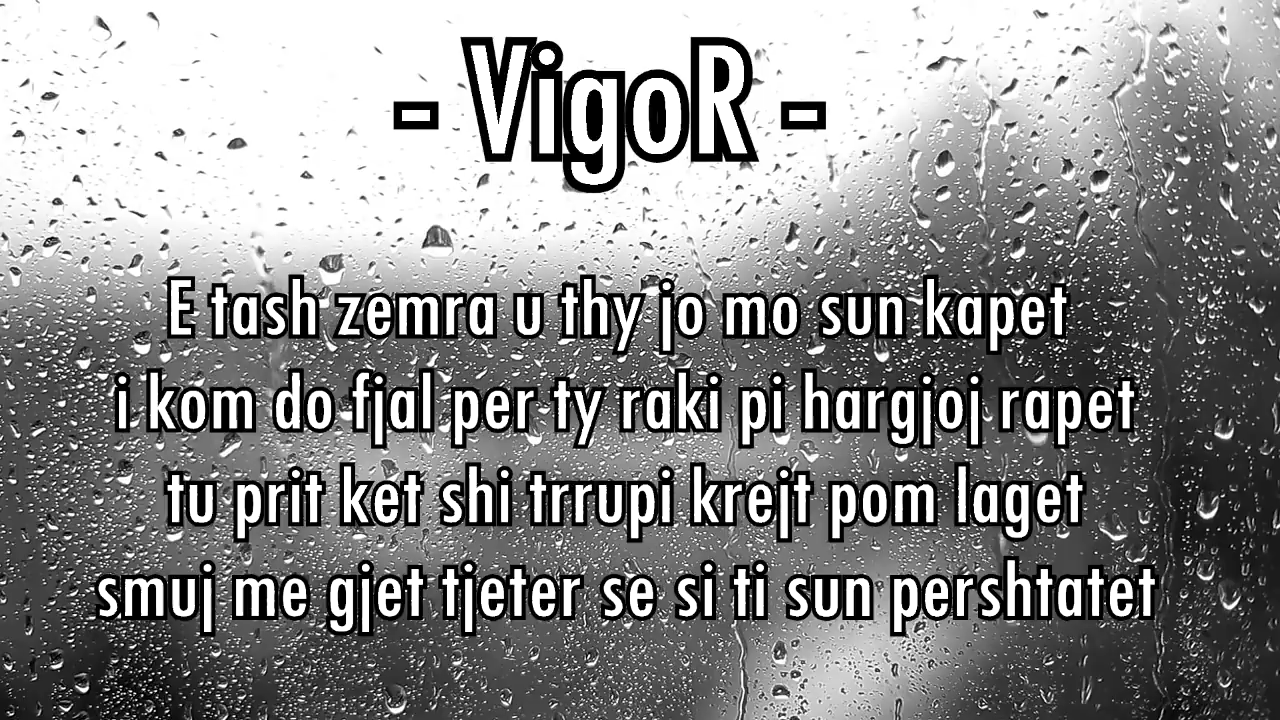 - VigoR -
E tash zemra u thy jo mo sun kapet
i kom do fjal per ty raki pi hargjoj rapet
tu prit ket shi trrupi krejt pom laget
smuj me gjet tjeter se si ti sun pershtatet